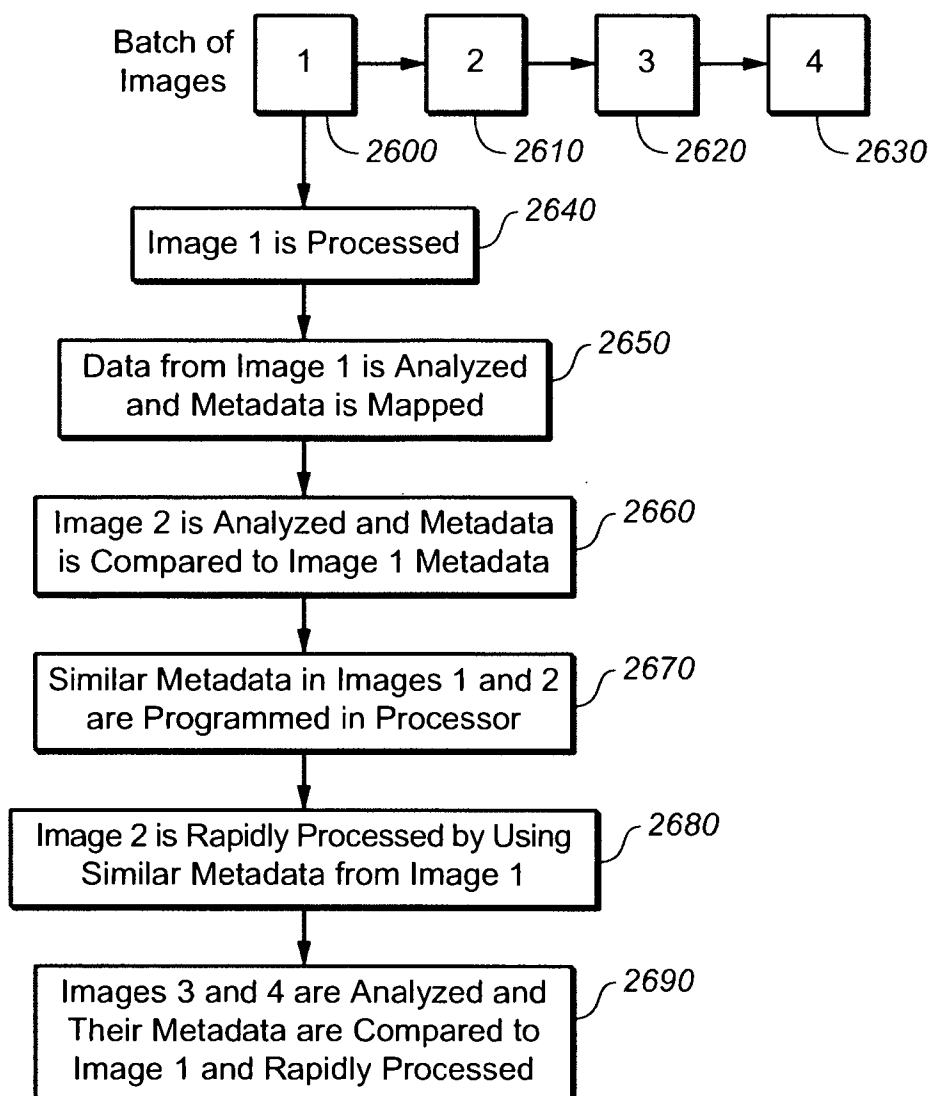 Batch of
Images
1
2
3
4
2600
2610
2620
2630
2640
Image 1 is Processed
2650
Data from Image 1 is Analyzed
and Metadata is Mapped
2660
Image 2 is Analyzed and Metadata
is Compared to Image 1 Metadata
2670
Similar Metadata in Images 1 and 2
are Programmed in Processor
2680
Image 2 is Rapidly Processed by Using
Similar Metadata from Image 1
2690
Images 3 and 4 are Analyzed and
Their Metadata are Compared to
Image 1 and Rapidly Processed